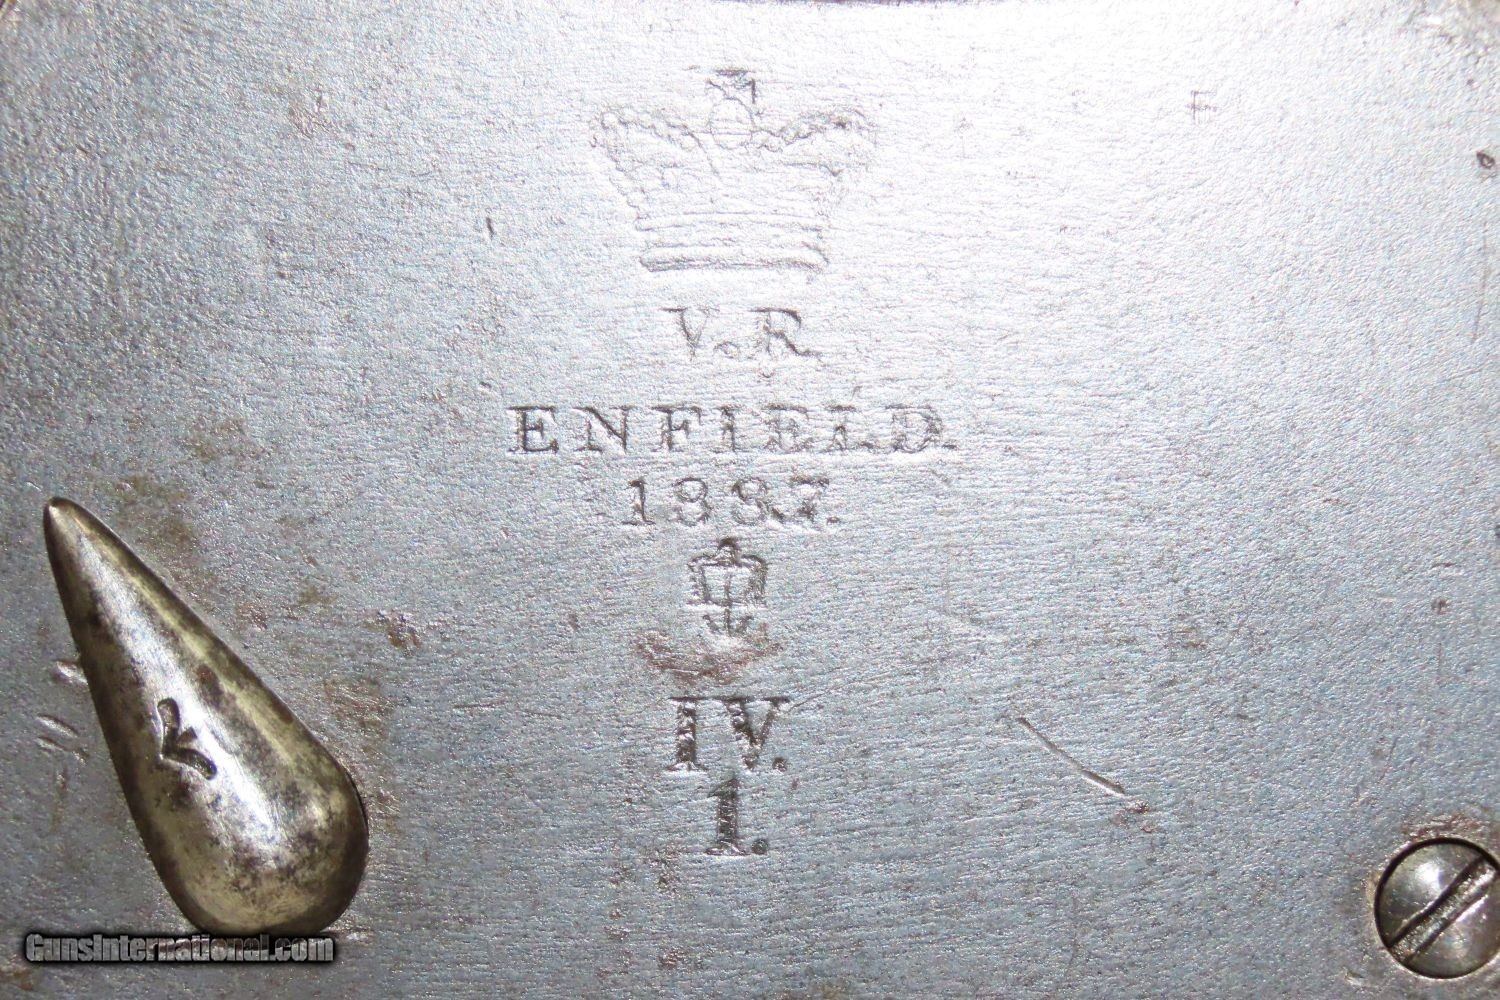 V.R.
ENFIELD.
1887.
IV.
1.
GunsInternational.com